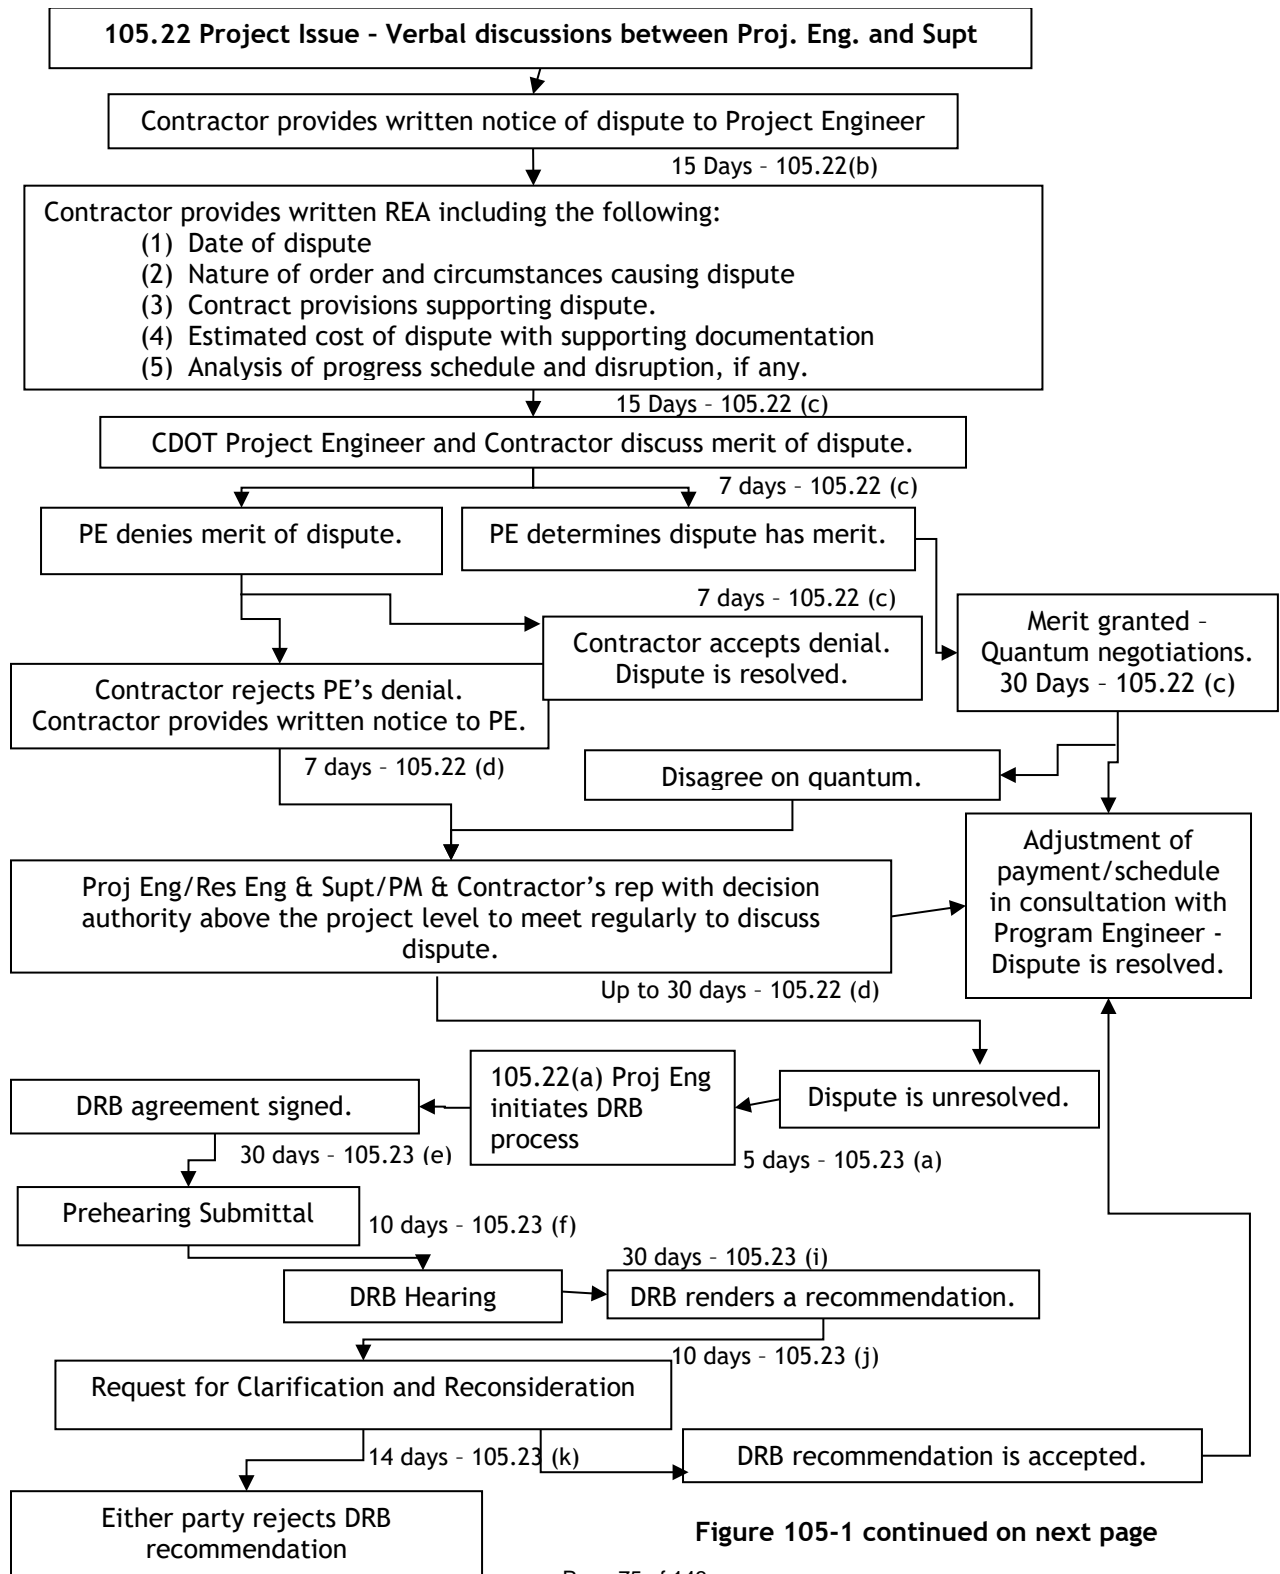 105.22 Project Issue – Verbal discussions between Proj. Eng. and Supt
Contractor provides written notice of dispute to Project Engineer
15 Days – 105.22(b)
Contractor provides written REA including the following:
(1) Date of dispute
(2) Nature of order and circumstances causing dispute
(3) Contract provisions supporting dispute.
(4) Estimated cost of dispute with supporting documentation
(5) Analysis of progress schedule and disruption, if any.
15 Days – 105.22 (c)
CDOT Project Engineer and Contractor discuss merit of dispute.
7 days – 105.22 (c)
PE denies merit of dispute.
PE determines dispute has merit.
7 days – 105.22 (c)
Contractor accepts denial.
Dispute is resolved.
Merit granted –
Quantum negotiations.
30 Days – 105.22 (c)
Contractor rejects PE’s denial.
Contractor provides written notice to PE.
7 days – 105.22 (d)
Disagree on quantum.
Adjustment of
payment/schedule
in consultation with
Program Engineer -
Dispute is resolved.
Proj Eng/Res Eng & Supt/PM & Contractor’s rep with decision
authority above the project level to meet regularly to discuss
dispute.
Up to 30 days – 105.22 (d)
Dispute is unresolved.
105.22(a) Proj Eng
initiates DRB
process
DRB agreement signed.
5 days – 105.23 (a)
30 days – 105.23 (e)
Prehearing Submittal
10 days – 105.23 (f)
30 days – 105.23 (i)
DRB Hearing
DRB renders a recommendation.
10 days – 105.23 (j)
Request for Clarification and Reconsideration
14 days – 105.23 (k)
DRB recommendation is accepted.
Either party rejects DRB
recommendation
Figure 105-1 continued on next page